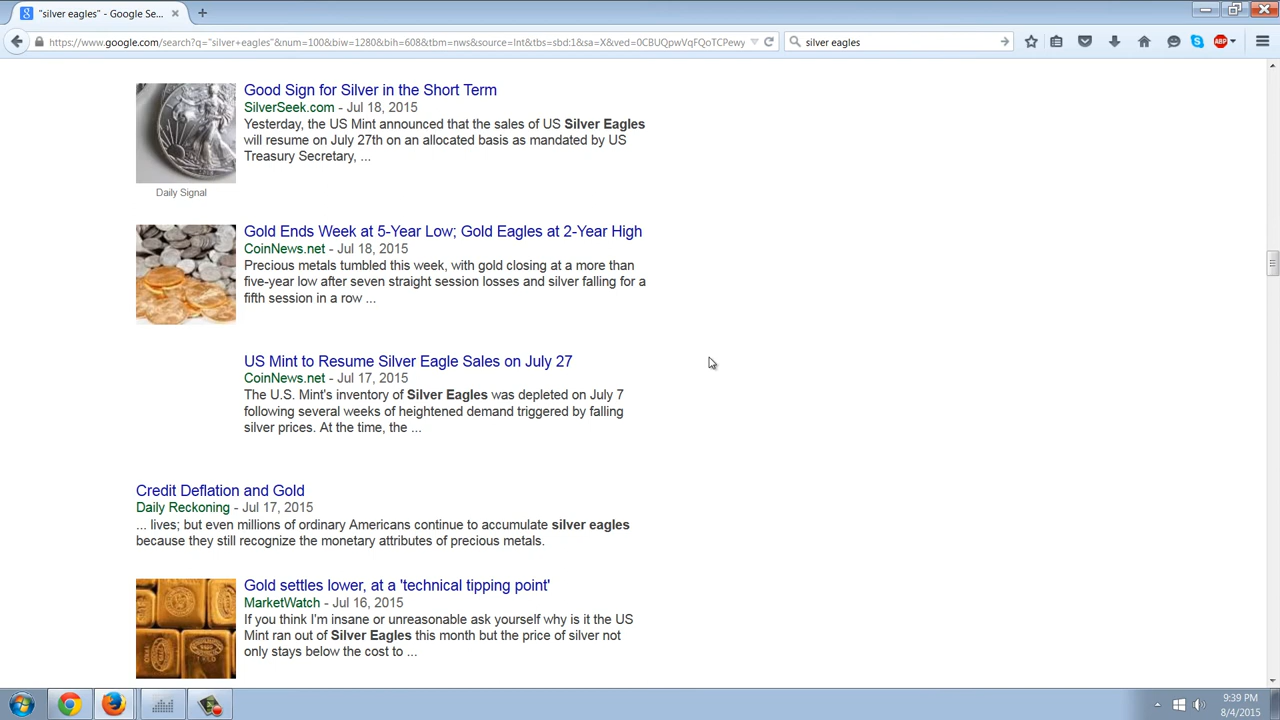 "silver eagles" - Google Se...
https://www.google.com/search?q="silver+eagles"&num=100&biw=1280&bih=608&tbm=nws&source=lnt&tbs=sbd:1&sa=X&ved=0CBUQpwVqFQoTCPewy
silver eagles
ABP
Good Sign for Silver in the Short Term
SilverSeek.com - Jul 18, 2015
Yesterday, the US Mint announced that the sales of US Silver Eagles
will resume on July 27th on an allocated basis as mandated by US
Treasury Secretary, ...
Daily Signal
Gold Ends Week at 5-Year Low; Gold Eagles at 2-Year High
CoinNews.net - Jul 18, 2015
Precious metals tumbled this week, with gold closing at a more than
five-year low after seven straight session losses and silver falling for a
fifth session in a row ...
US Mint to Resume Silver Eagle Sales on July 27
CoinNews.net - Jul 17, 2015
The U.S. Mint's inventory of Silver Eagles was depleted on July 7
following several weeks of heightened demand triggered by falling
silver prices. At the time, the ...
Credit Deflation and Gold
Daily Reckoning - Jul 17, 2015
... lives; but even millions of ordinary Americans continue to accumulate silver eagles
because they still recognize the monetary attributes of precious metals.
Gold settles lower, at a 'technical tipping point'
MarketWatch - Jul 16, 2015
If you think I'm insane or unreasonable ask yourself why is it the US
Mint ran out of Silver Eagles this month but the price of silver not
only stays below the cost to ...
9:39 PM
8/4/2015